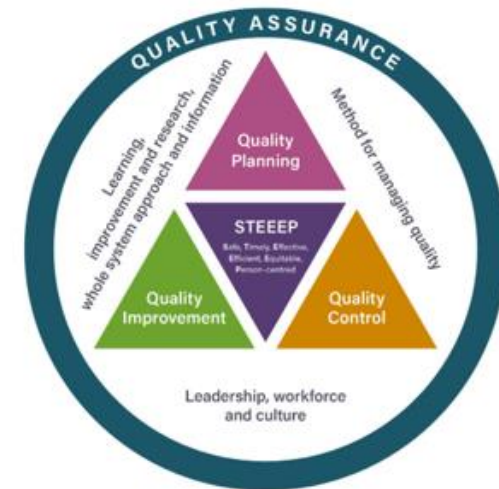 QUALITY ASSURANCE
Learning,
improvement and research,
whole system approach and information
Method for managing quality
Quality
Planning
STEEEP
Safe, Timely, Effective,
Efficient, Equitable,
Person-centred
Quality
Improvement
Quality
Control
Leadership, workforce
and culture